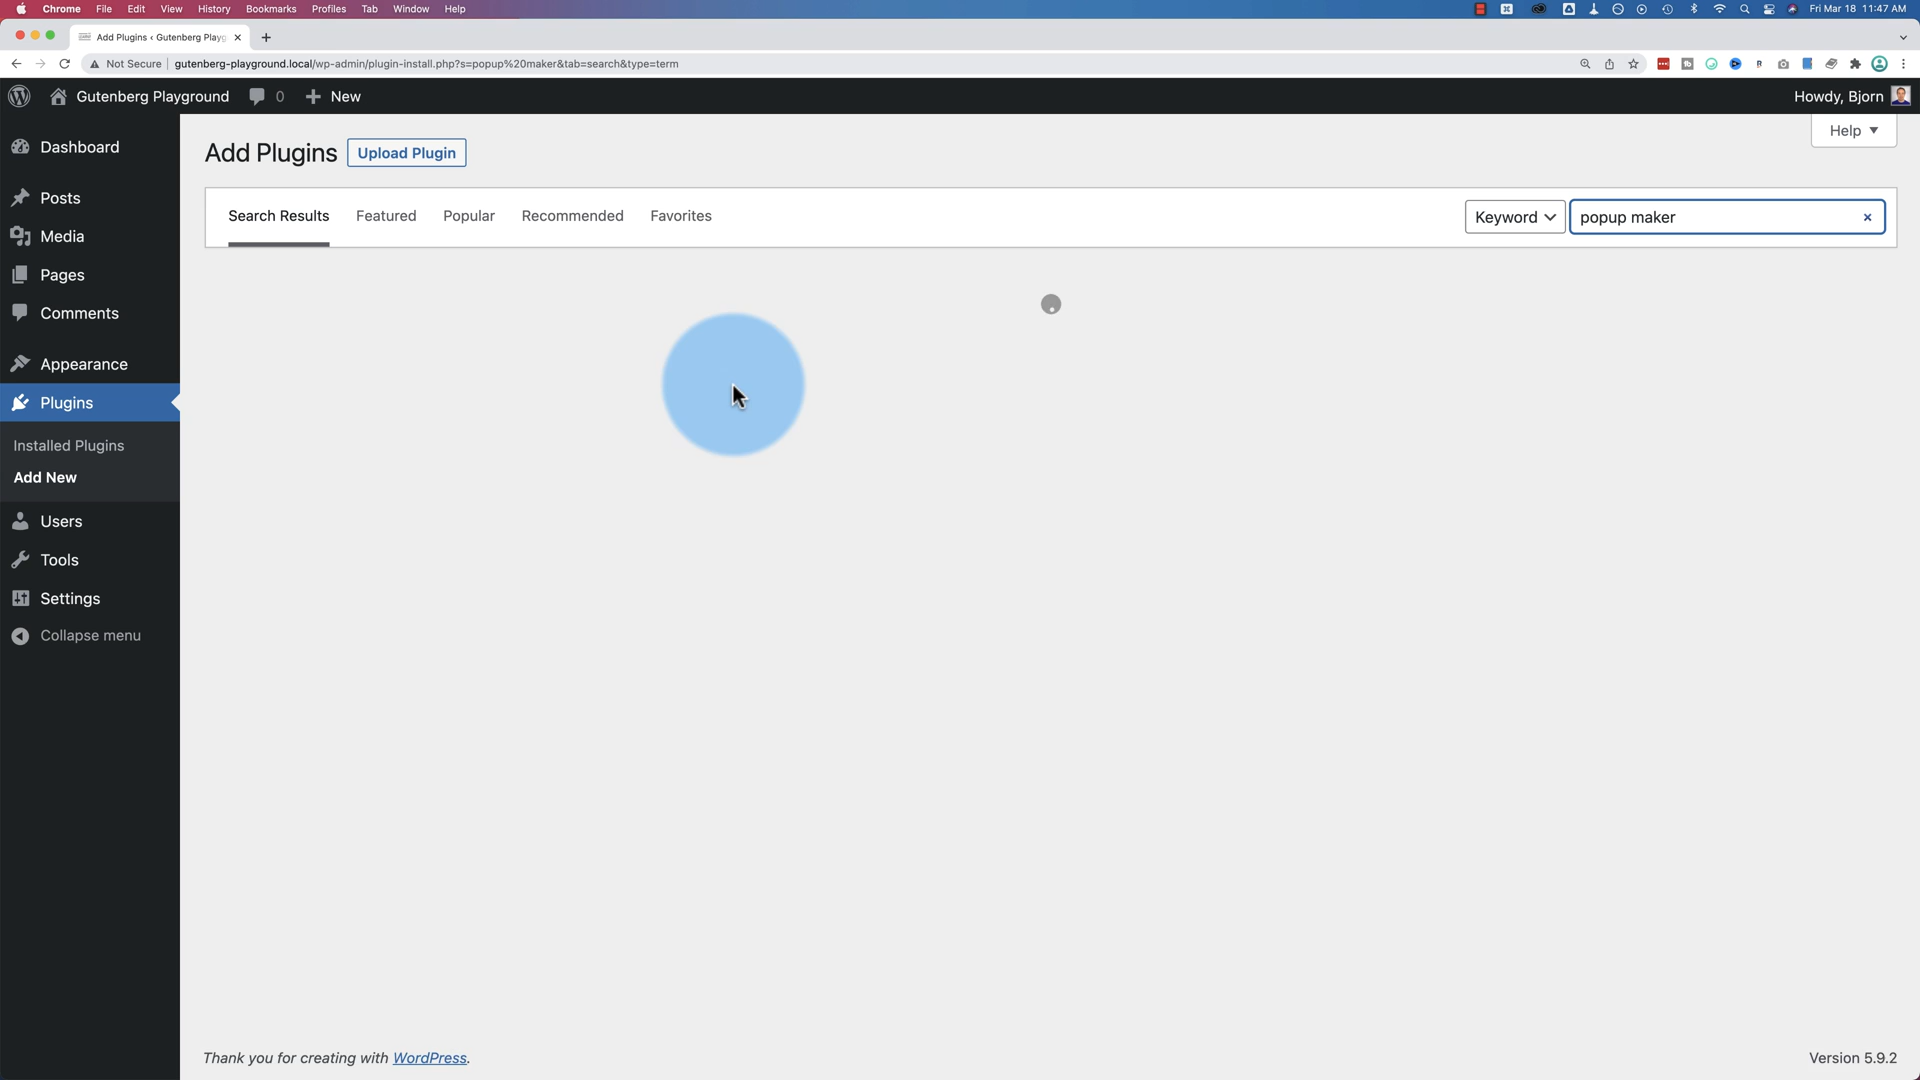 Chrome File Edit View History Bookmarks Profiles Tab Window Help Fri Mar 18 11:47 AM
Add Plugins ‹ Gutenberg Playg
Not Secure gutenberg-playground.local/wp-admin/plugin-install.php?s=popup%20maker&tab=search&type=term
Gutenberg Playground 0 New Howdy, Bjorn
Help
Add Plugins Upload Plugin
Search Results Featured Popular Recommended Favorites Keyword popup maker
Dashboard
Posts
Media
Pages
Comments
Appearance
Plugins
Installed Plugins
Add New
Users
Tools
Settings
Collapse menu
Thank you for creating with WordPress. Version 5.9.2